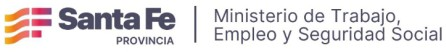 Santa Fe
PROVINCIA
Ministerio de Trabajo,
Empleo y Seguridad Social